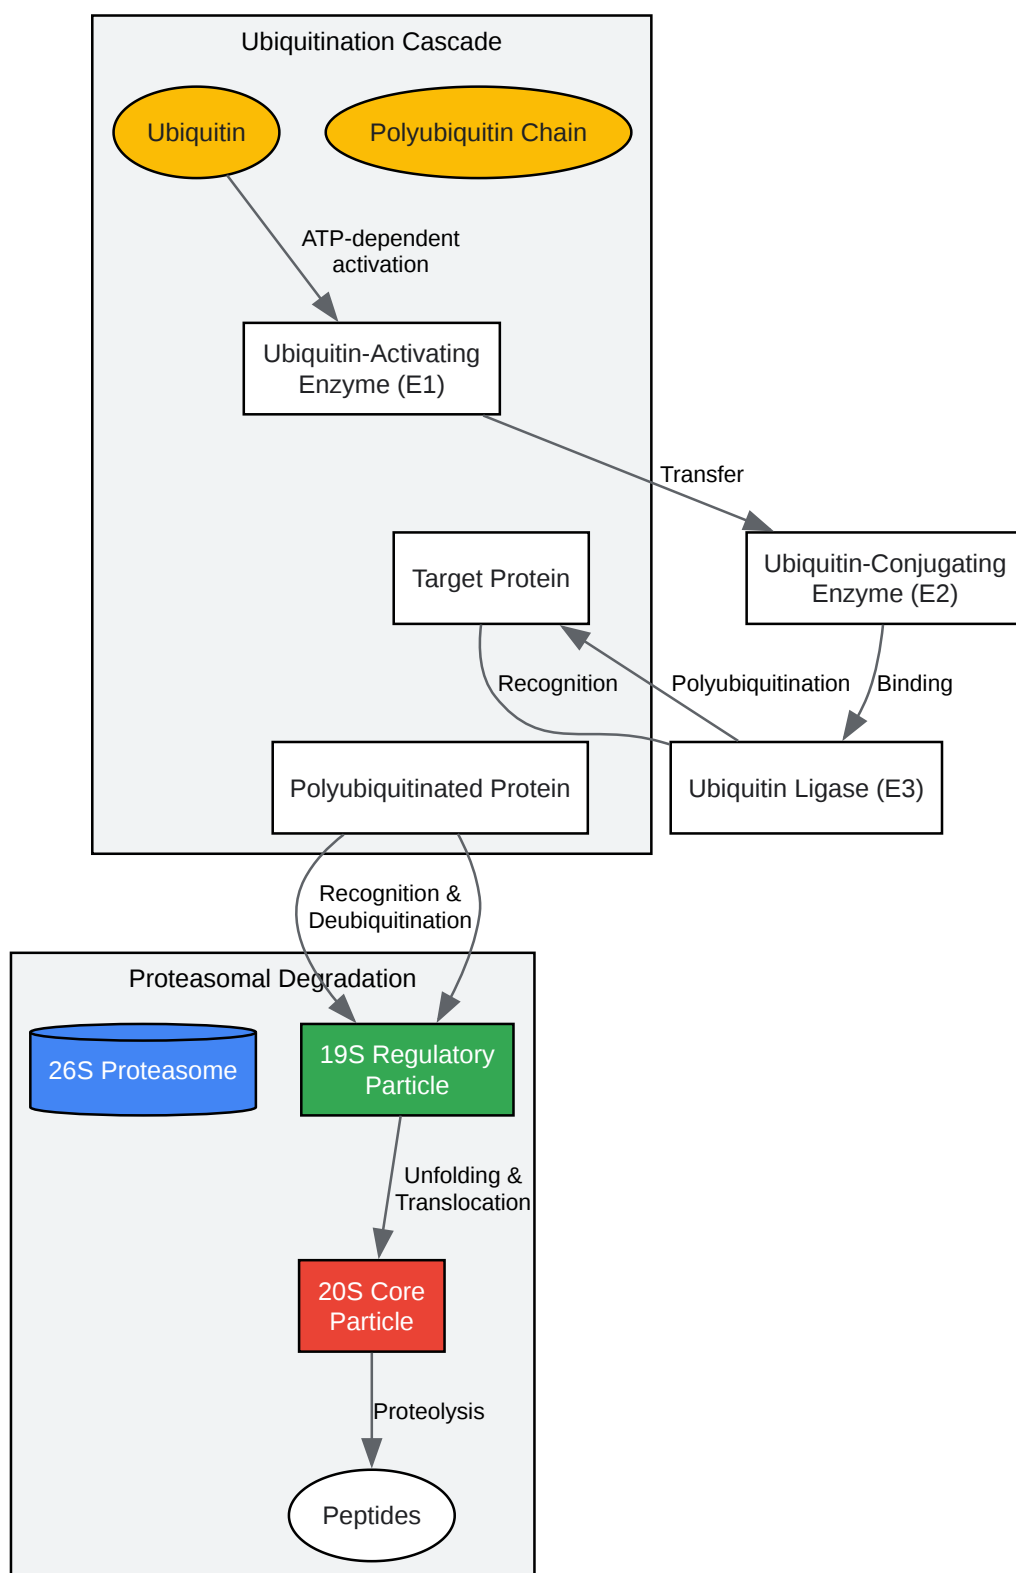 Ubiquitination Cascade
Ubiquitin
Polyubiquitin Chain
ATP-dependent
activation
Ubiquitin-Activating
Enzyme (E1)
Transfer
Target Protein
Ubiquitin-Conjugating
Enzyme (E2)
Recognition
Polyubiquitination
Binding
Polyubiquitinated Protein
Ubiquitin Ligase (E3)
Recognition &
Deubiquitination
Proteasomal Degradation
26S Proteasome
19S Regulatory
Particle
Unfolding &
Translocation
20S Core
Particle
Proteolysis
Peptides